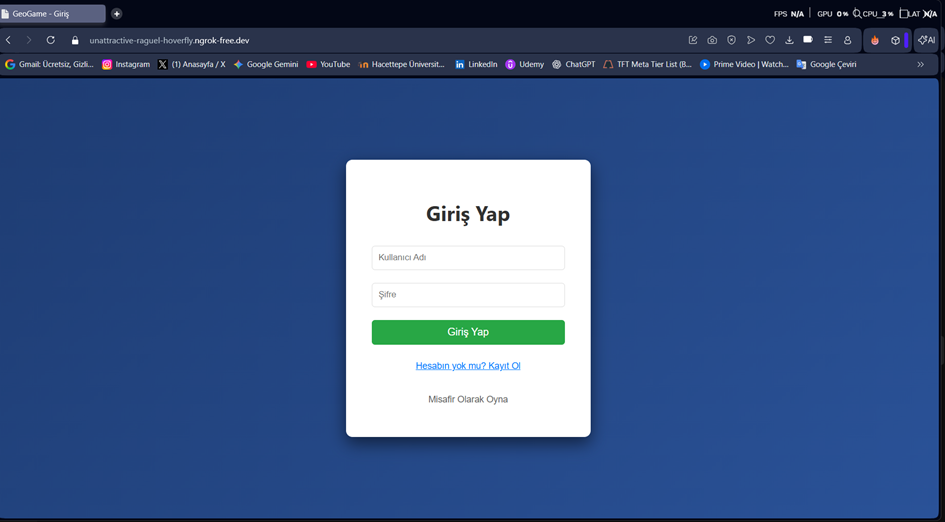 GeoGame - Giriş
FPS N/A GPU 0% CPU 3% LAT N/A
unattractive-raguel-hoverfly.ngrok-free.dev
AI
Gmail: Ücretsiz, Gizli... Instagram (1) Anasayfa / X Google Gemini YouTube Hacettepe Üniversit... LinkedIn Udemy ChatGPT TFT Meta Tier List (B... Prime Video | Watch... Google Çeviri
Giriş Yap
Kullanıcı Adı
Şifre
Giriş Yap
Hesabın yok mu? Kayıt Ol
Misafir Olarak Oyna